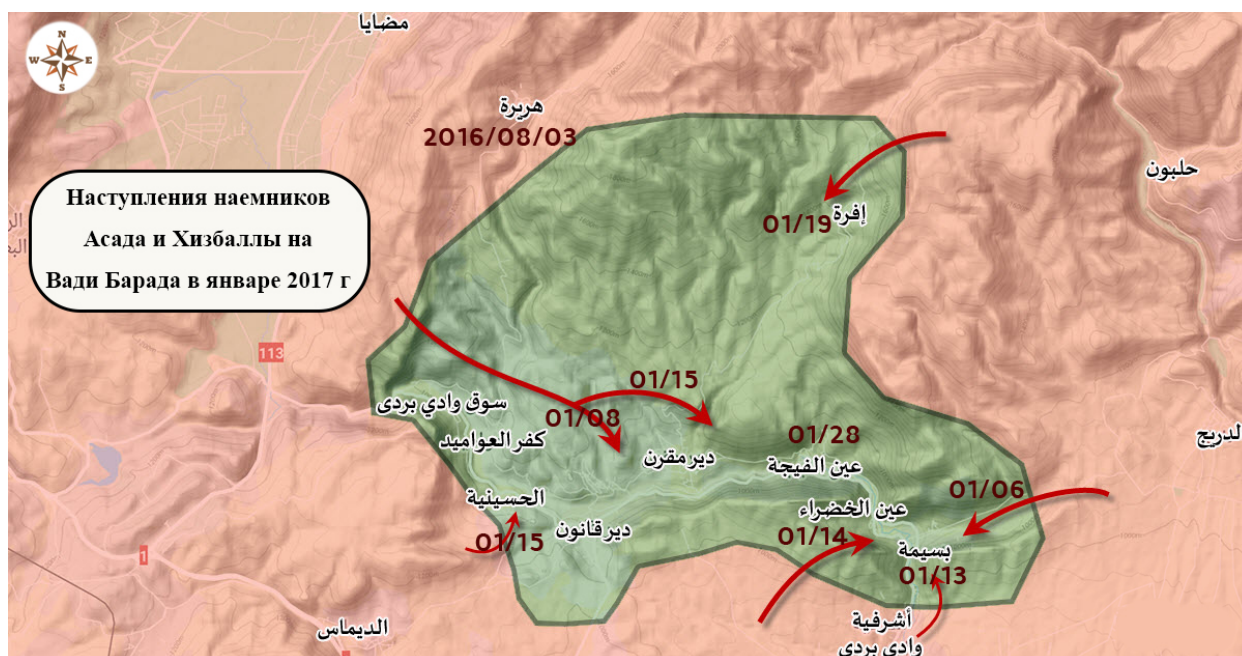 مضايا
N
W E
S
هريرة
2016/08/03
حلبون
Наступления наемников
Асада и Хизбаллы на
Вади Барада в январе 2017 г
إفرة
01/19
113
01/15
سوق وادي بردى
01/08
كفر العواميد
01/28
دير مقرن
عين الفيجة
الدريج
الحسينية
01/06
عين الخضراء
دير قانون
01/15
01/14
بسيمة
1
01/13
أشرفية
وادي بردى
الديماس